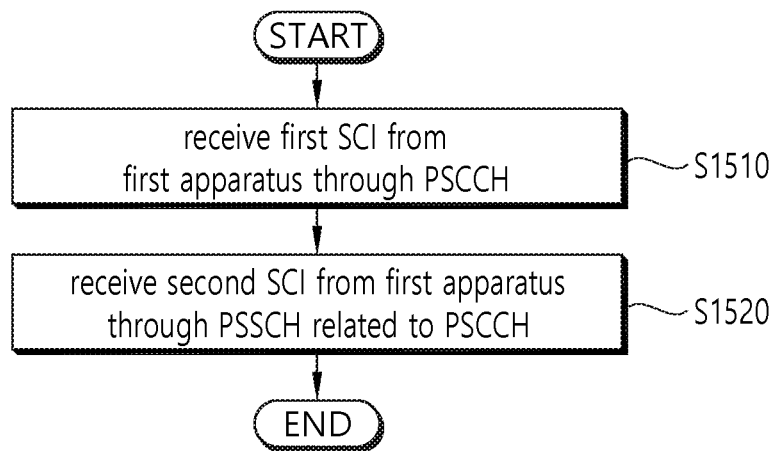 START
receive first SCI from
first apparatus through PSCCH
S1510
receive second SCI from first apparatus
through PSSCH related to PSCCH
S1520
END